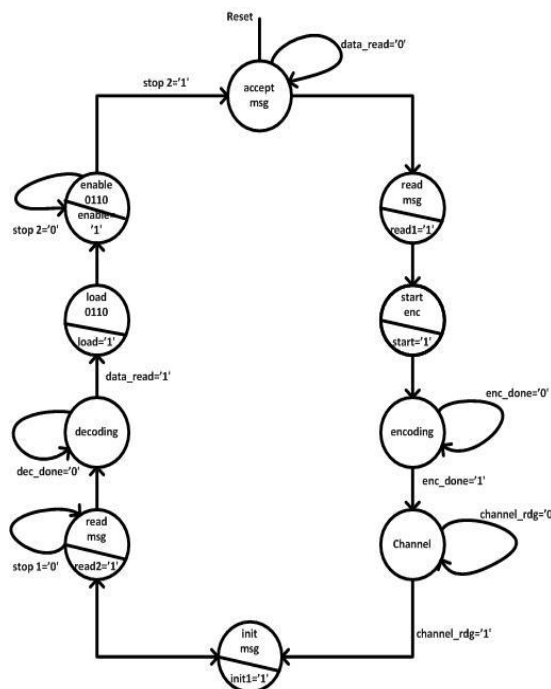 Reset
data_read='0'
accept
msg
stop 2='1'
read
msg
read1='1'
start
enc
start='1'
encoding
enc_done='0'
enc_done='1'
Channel
channel_rdg='0
channel_rdg='1'
init
msg
init1='1'
read
msg
read2='1'
stop 1='0'
decoding
dec_done='0'
data_read='1'
load
0110
load='1'
enable
0110
enable=
'1'
stop 2='0'